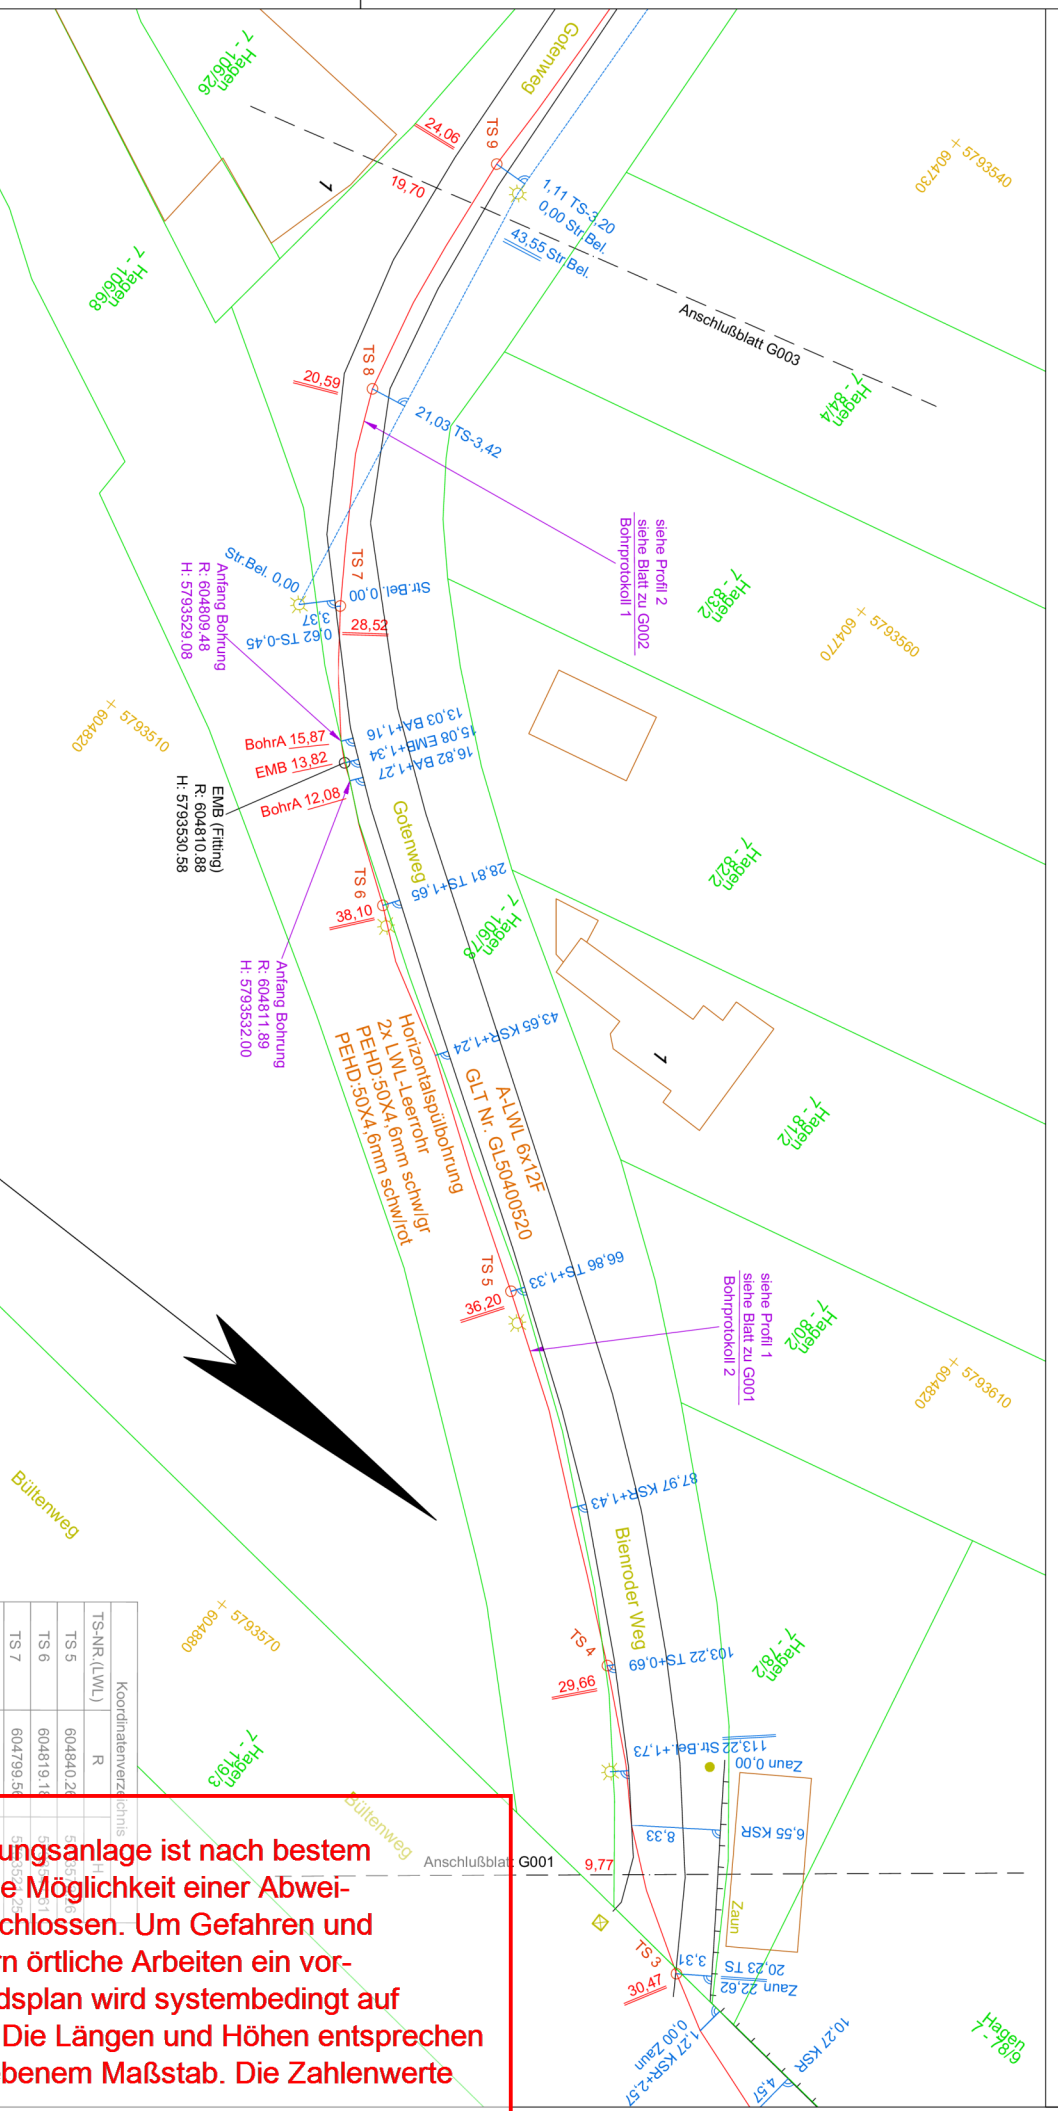 Gotenweg
Hagen
7 - 106/26
TS 9
24,06
19,70
1
1,11 TS-3,20
0,00 Str.Bel.
43,55 Str.Bel.
5793540
604730
Hagen
7 - 106/68
Anschlußblatt G003
TS 8
20,59
21,03 TS-3,42
Hagen
7 - 84/4
siehe Profil 2
siehe Blatt zu G002
Bohrprotokoll 1
Str.Bel. 0,00
TS 7
Str.Bel. 0,00
3,37
0,62 TS-0,45
28,52
Hagen
7 - 83/2
5793560
604770
Anfang Bohrung
R: 604809.48
H: 5793529.08
5793510
604820
BohrA 15,87
EMB 13,82
BohrA 12,08
13,03 BA+1,16
15,08 EMB+1,34
16,82 BA+1,27
EMB (Fitting)
R: 604810.88
H: 5793530.58
Gotenweg
TS 6
38,10
28,81 TS+1,65
Hagen
7 - 106/78
Hagen
7 - 82/2
Anfang Bohrung
R: 604811.89
H: 5793532.00
43,65 KSR+1,24
1
Horizontalspülbohrung
2x LWL-Leerrohr
PEHD:50X4,6mm schw/gr
PEHD:50X4,6mm schw/rot
A-LWL 6x12F
GLT Nr. GL50400520
Hagen
7 - 81/2
TS 5
36,20
66,86 TS+1,33
siehe Profil 1
siehe Blatt zu G001
Bohrprotokoll 2
Hagen
7 - 80/2
5793610
604820
Bültenweg
87,97 KSR+1,43
Bienroder Weg
5793570
604880
TS 4
29,66
103,22 TS+0,69
Hagen
7 - 78/2
Hagen
7 - 119/3
113,22 Str.Bel.+1,73
Zaun 0,00
8,33
6,55 KSR
Bültenweg
Anschlußblatt G001
9,77
Zaun
TS 3
30,47
3,31
20,23 TS
Zaun 22,62
1,27 KSR+2,57
0,00 Zaun
10,27 KSR
4,57
Hagen
7 - 78/9
Koordinatenverzeichnis
TS-NR.(LWL) R H
TS 5 604840.26
TS 6 604819.18
TS 7 604799.56
ungsanlage ist nach bestem
e Möglichkeit einer Abwei-
chlossen. Um Gefahren und
rn örtliche Arbeiten ein vor-
dsplan wird systembedingt auf
Die Längen und Höhen entsprechen
benem Maßstab. Die Zahlenwerte